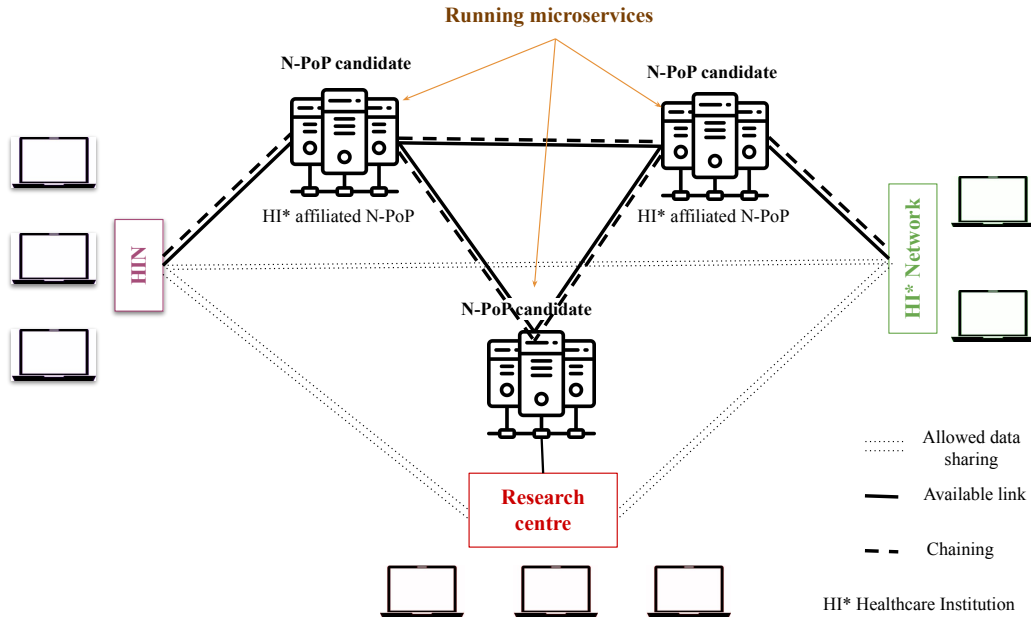 Running microservices
N-PoP candidate
N-PoP candidate
HI* affiliated N-PoP
HI* affiliated N-PoP
HIN
HI* Network
N-PoP candidate
Research
centre
Allowed data
sharing
Available link
Chaining
HI* Healthcare Institution